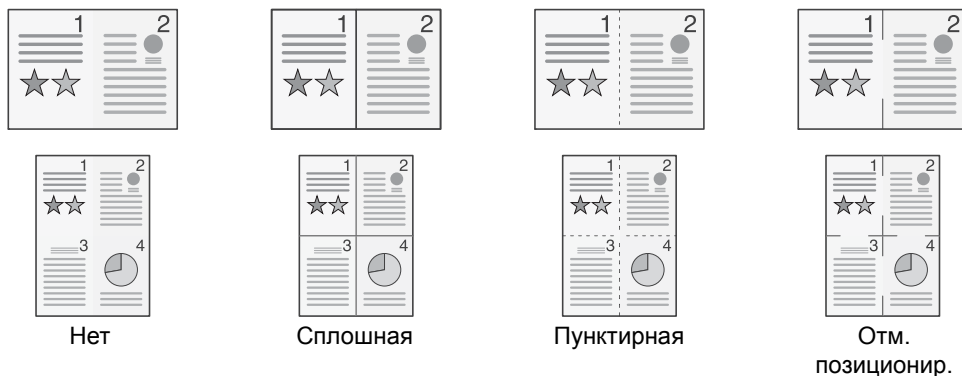 1 2 1 2 1 2 1 2
1 2 1 2 1 2 1 2
3 4 3 4 3 4 3 4
Нет Сплошная Пунктирная Отм.
позиционир.